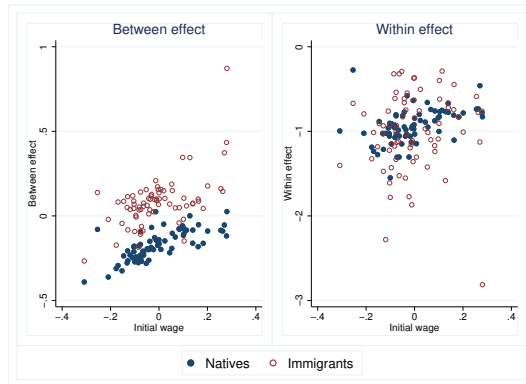 Between effect
Within effect
1
.5
0
−.5
Between effect
−.4 −.2 0 .2 .4
Initial wage
0
−1
−2
−3
Within effect
−.4 −.2 0 .2 .4
Initial wage
Natives Immigrants